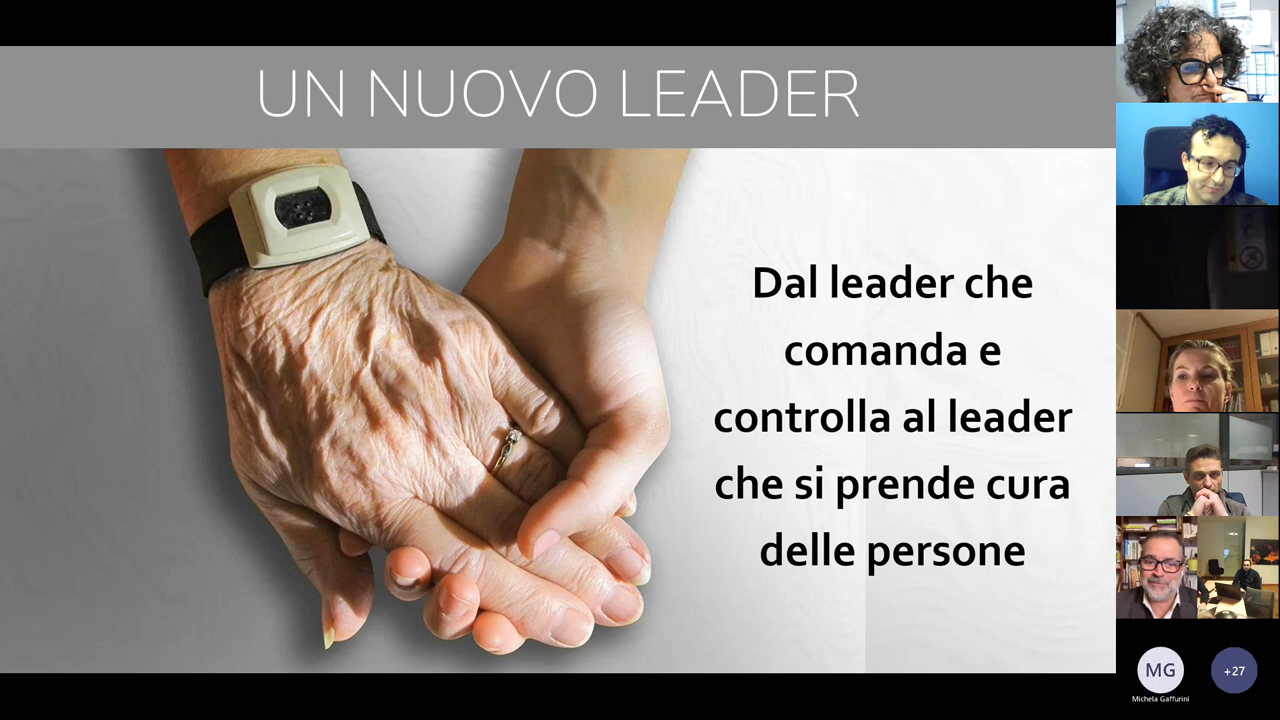 UN NUOVO LEADER
Dal leader che
comanda e
controlla al leader
che si prende cura
delle persone
MG
+27
Michela Gaffurini